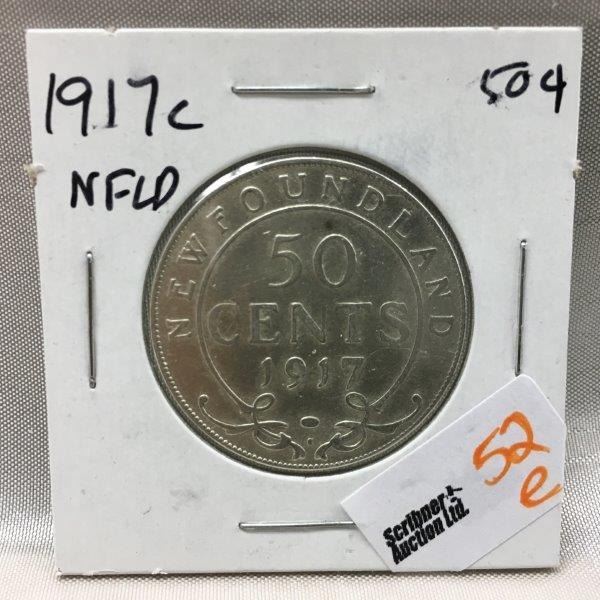 1917c
50¢
NFLD
NEWFOUNDLAND
50
CENTS
1917
52
e
Scribner
Auction Ltd.